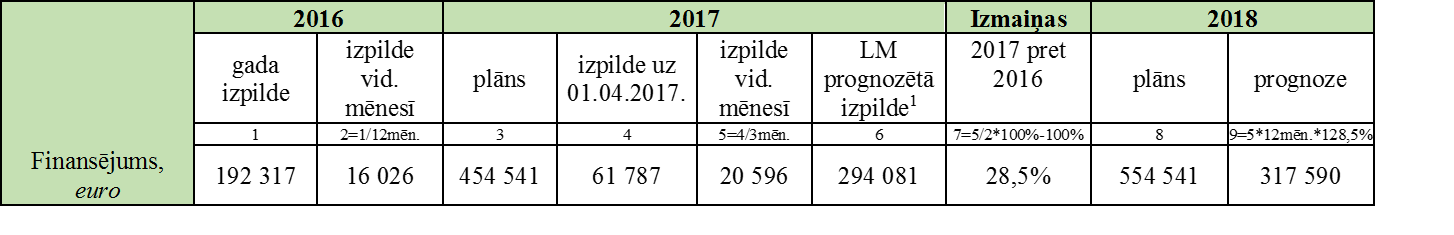 2016 2017 Izmaiņas 2018
gada izpilde izpilde vid. mēnesī plāns izpilde uz 01.04.2017. izpilde vid. mēnesī LM prognozētā izpilde¹ 2017 pret 2016 plāns prognoze
1 2=1/12mēn. 3 4 5=4/3mēn. 6 7=5/2*100%-100% 8 9=5*12mēn.*128,5%
Finansējums, euro 192 317 16 026 454 541 61 787 20 596 294 081 28,5% 554 541 317 590